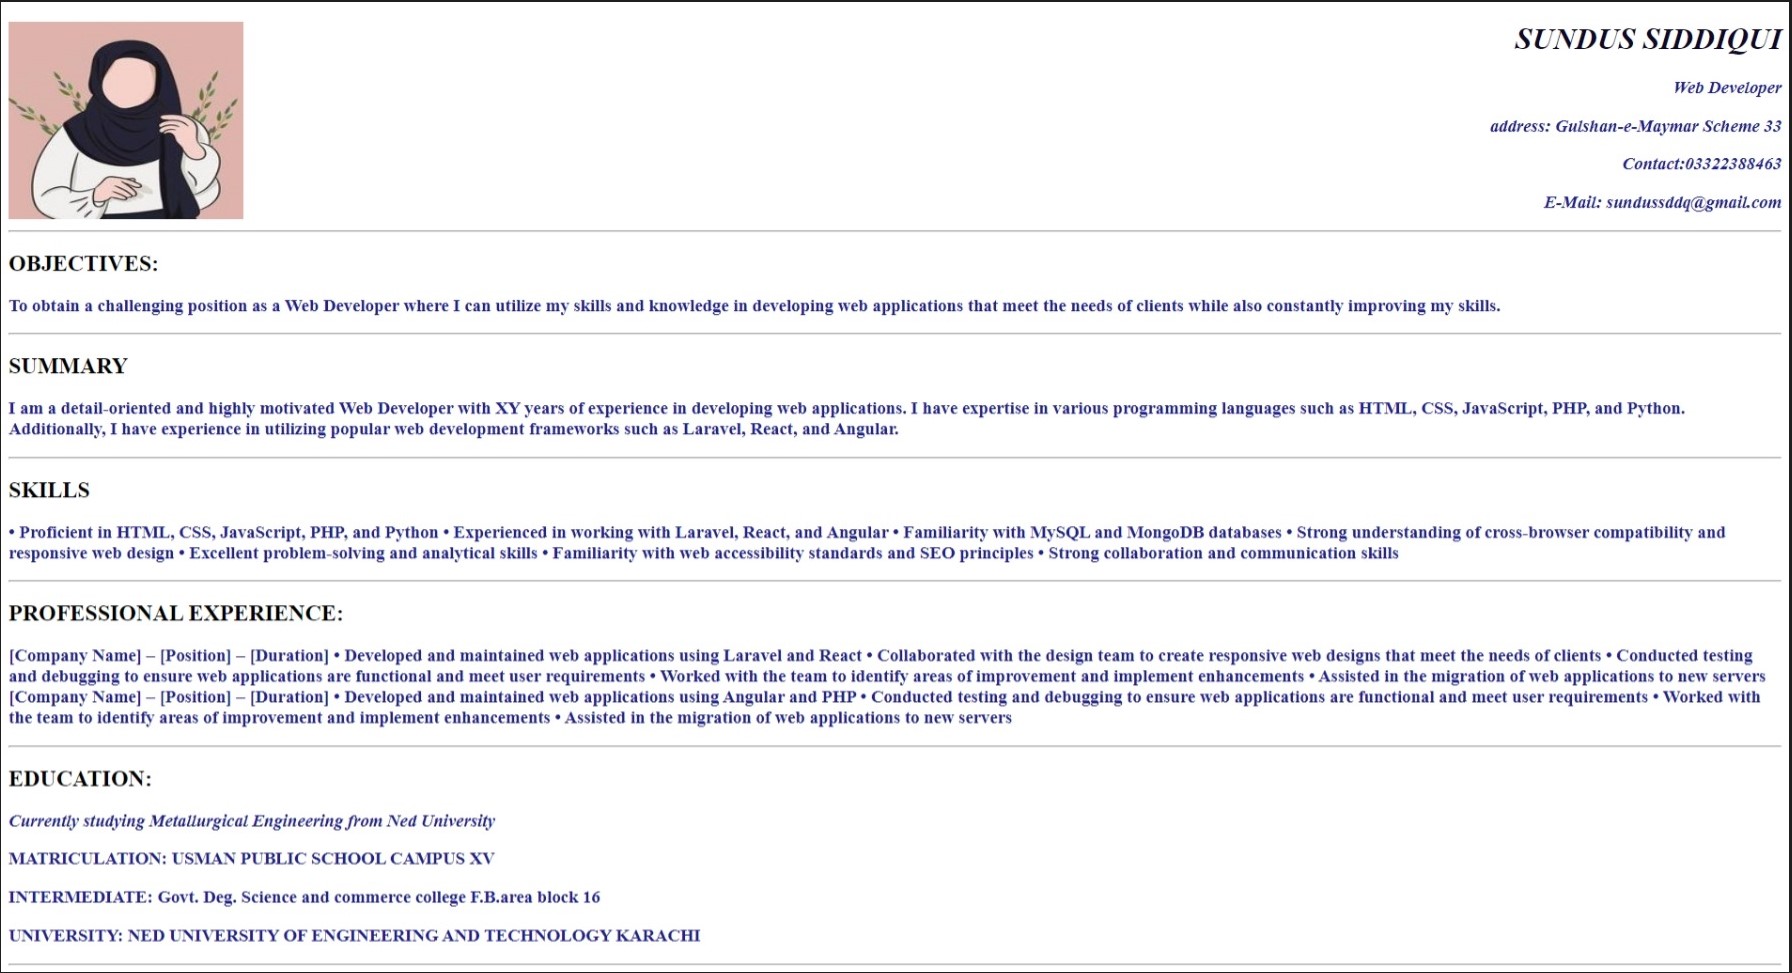 SUNDUS SIDDIQUI
Web Developer
address: Gulshan-e-Maymar Scheme 33
Contact:03322388463
E-Mail: sundussddq@gmail.com
OBJECTIVES:
To obtain a challenging position as a Web Developer where I can utilize my skills and knowledge in developing web applications that meet the needs of clients while also constantly improving my skills.
SUMMARY
I am a detail-oriented and highly motivated Web Developer with XY years of experience in developing web applications. I have expertise in various programming languages such as HTML, CSS, JavaScript, PHP, and Python.
Additionally, I have experience in utilizing popular web development frameworks such as Laravel, React, and Angular.
SKILLS
• Proficient in HTML, CSS, JavaScript, PHP, and Python • Experienced in working with Laravel, React, and Angular • Familiarity with MySQL and MongoDB databases • Strong understanding of cross-browser compatibility and
responsive web design • Excellent problem-solving and analytical skills • Familiarity with web accessibility standards and SEO principles • Strong collaboration and communication skills
PROFESSIONAL EXPERIENCE:
[Company Name] – [Position] – [Duration] • Developed and maintained web applications using Laravel and React • Collaborated with the design team to create responsive web designs that meet the needs of clients • Conducted testing
and debugging to ensure web applications are functional and meet user requirements • Worked with the team to identify areas of improvement and implement enhancements • Assisted in the migration of web applications to new servers
[Company Name] – [Position] – [Duration] • Developed and maintained web applications using Angular and PHP • Conducted testing and debugging to ensure web applications are functional and meet user requirements • Worked with
the team to identify areas of improvement and implement enhancements • Assisted in the migration of web applications to new servers
EDUCATION:
Currently studying Metallurgical Engineering from Ned University
MATRICULATION: USMAN PUBLIC SCHOOL CAMPUS XV
INTERMEDIATE: Govt. Deg. Science and commerce college F.B.area block 16
UNIVERSITY: NED UNIVERSITY OF ENGINEERING AND TECHNOLOGY KARACHI